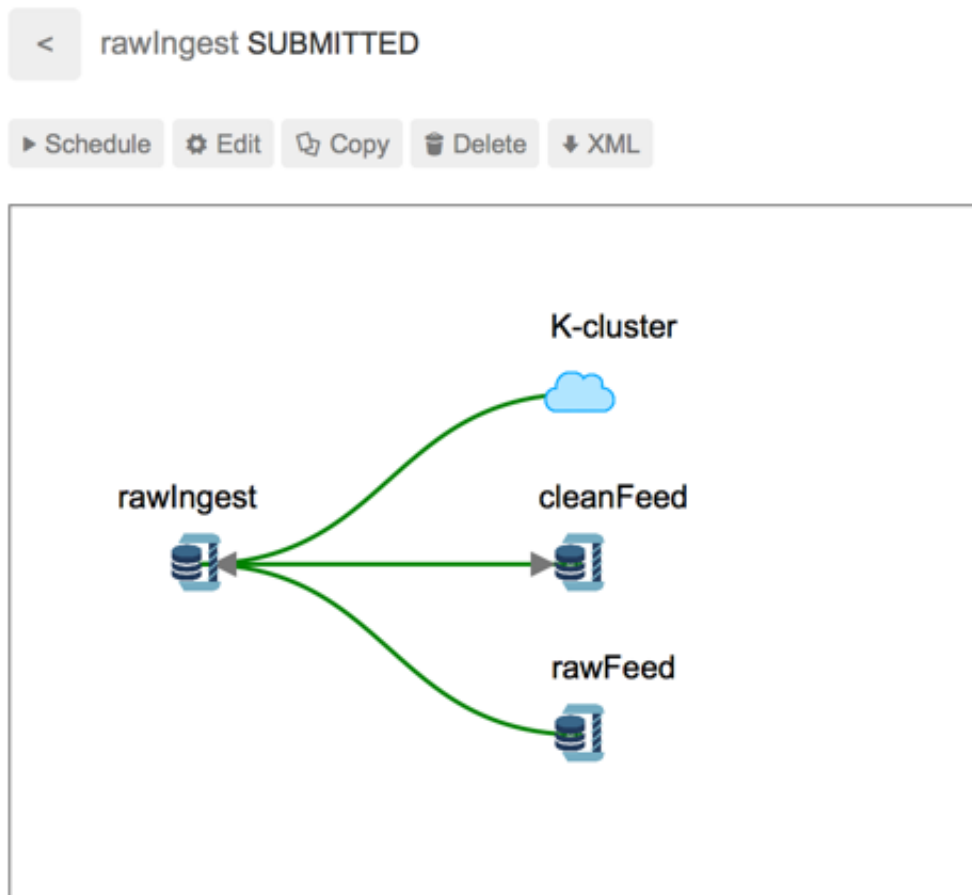 < rawIngest SUBMITTED
Schedule Edit Copy Delete XML
K-cluster
rawIngest cleanFeed
rawFeed